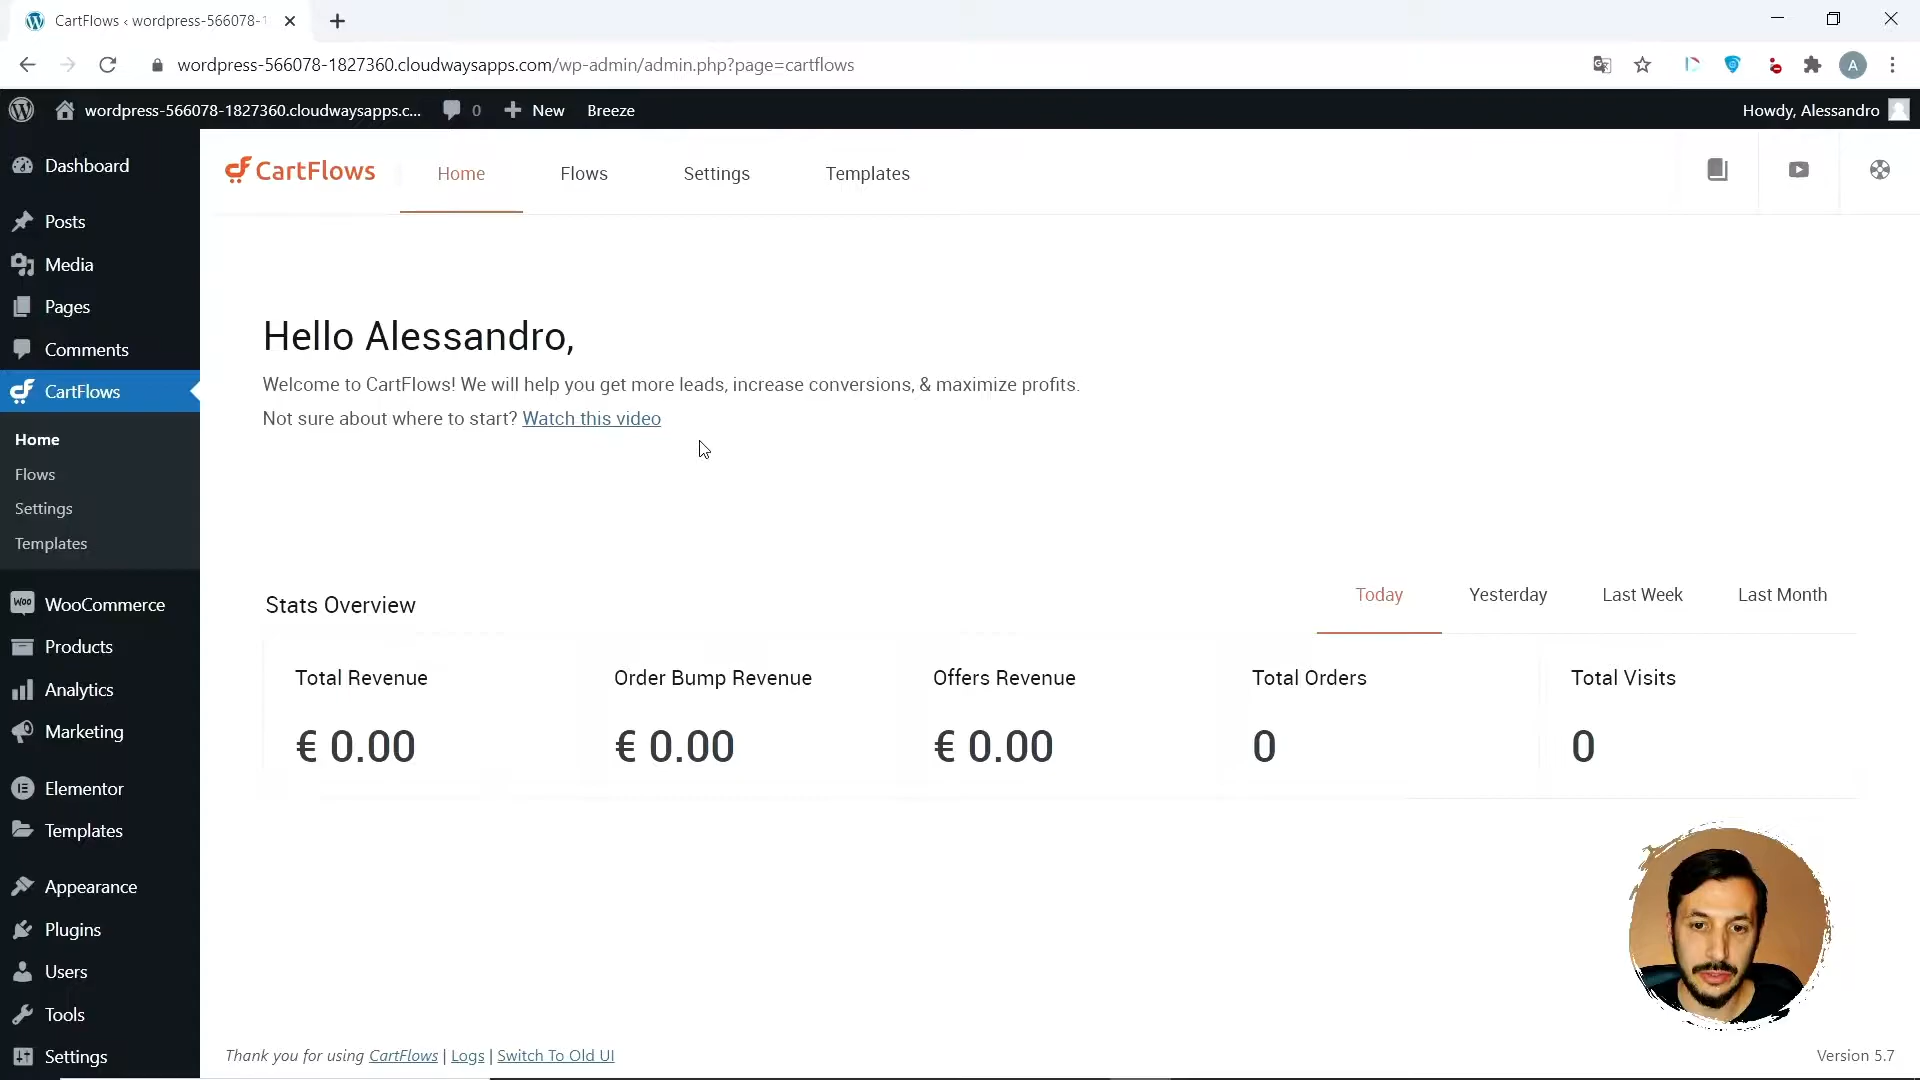 CartFlows ‹ wordpress-566078-1
wordpress-566078-1827360.cloudwaysapps.com/wp-admin/admin.php?page=cartflows
A
wordpress-566078-1827360.cloudwaysapps.c...
0
New
Breeze
Howdy, Alessandro
Dashboard
Posts
Media
Pages
Comments
CartFlows
Home
Flows
Settings
Templates
Woo
WooCommerce
Products
Analytics
Marketing
Elementor
Templates
Appearance
Plugins
Users
Tools
Settings
CartFlows
Home
Flows
Settings
Templates
Hello Alessandro,
Welcome to CartFlows! We will help you get more leads, increase conversions, & maximize profits.
Not sure about where to start? Watch this video
Stats Overview
Today
Yesterday
Last Week
Last Month
Total Revenue
€ 0.00
Order Bump Revenue
€ 0.00
Offers Revenue
€ 0.00
Total Orders
0
Total Visits
0
Thank you for using CartFlows | Logs | Switch To Old UI
Version 5.7